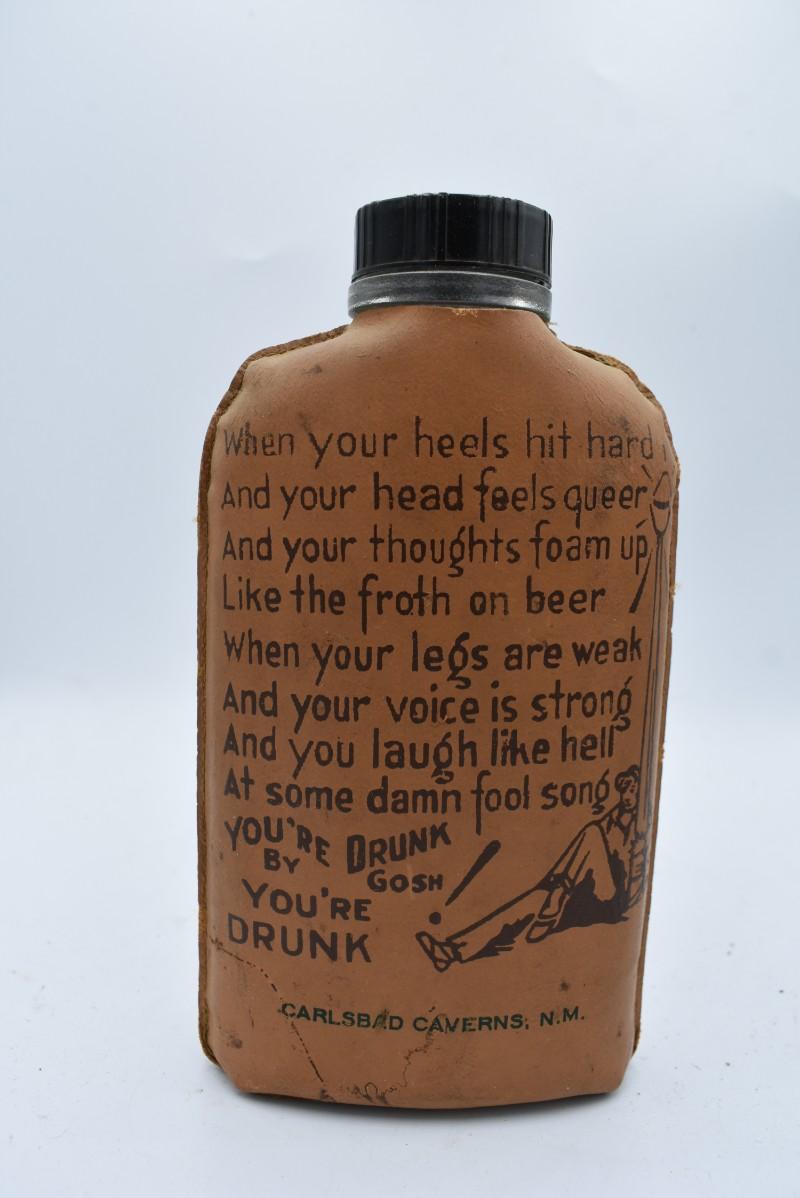 When your heels hit hard
And your head feels queer
And your thoughts foam up
Like the froth on beer
When your legs are weak
And your voice is strong
And you laugh like hell
At some damn fool song
YOU'RE DRUNK
BY GOSH
YOU'RE
DRUNK
CARLSBAD CAVERNS, N.M.